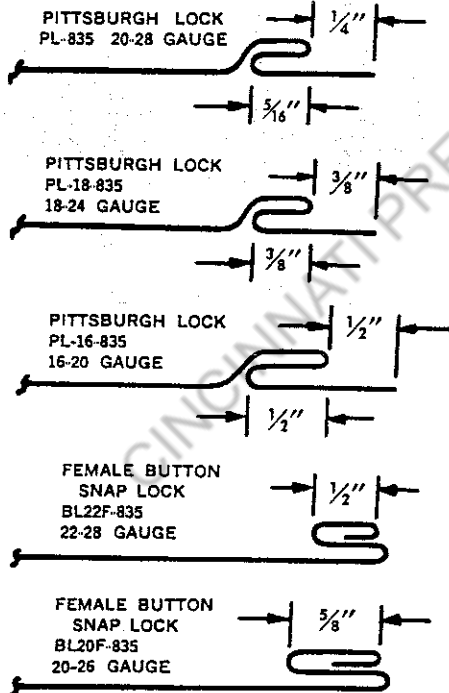 PITTSBURGH LOCK
PL-835 20-28 GAUGE
1/4"
5/16"
PITTSBURGH LOCK
PL-18-835
18-24 GAUGE
3/8"
3/8"
PITTSBURGH LOCK
PL-16-835
16-20 GAUGE
1/2"
1/2"
FEMALE BUTTON
SNAP LOCK
BL22F-835
22-28 GAUGE
1/2"
FEMALE BUTTON
SNAP LOCK
BL20F-835
20-26 GAUGE
5/8"
CINCINNATI PRE